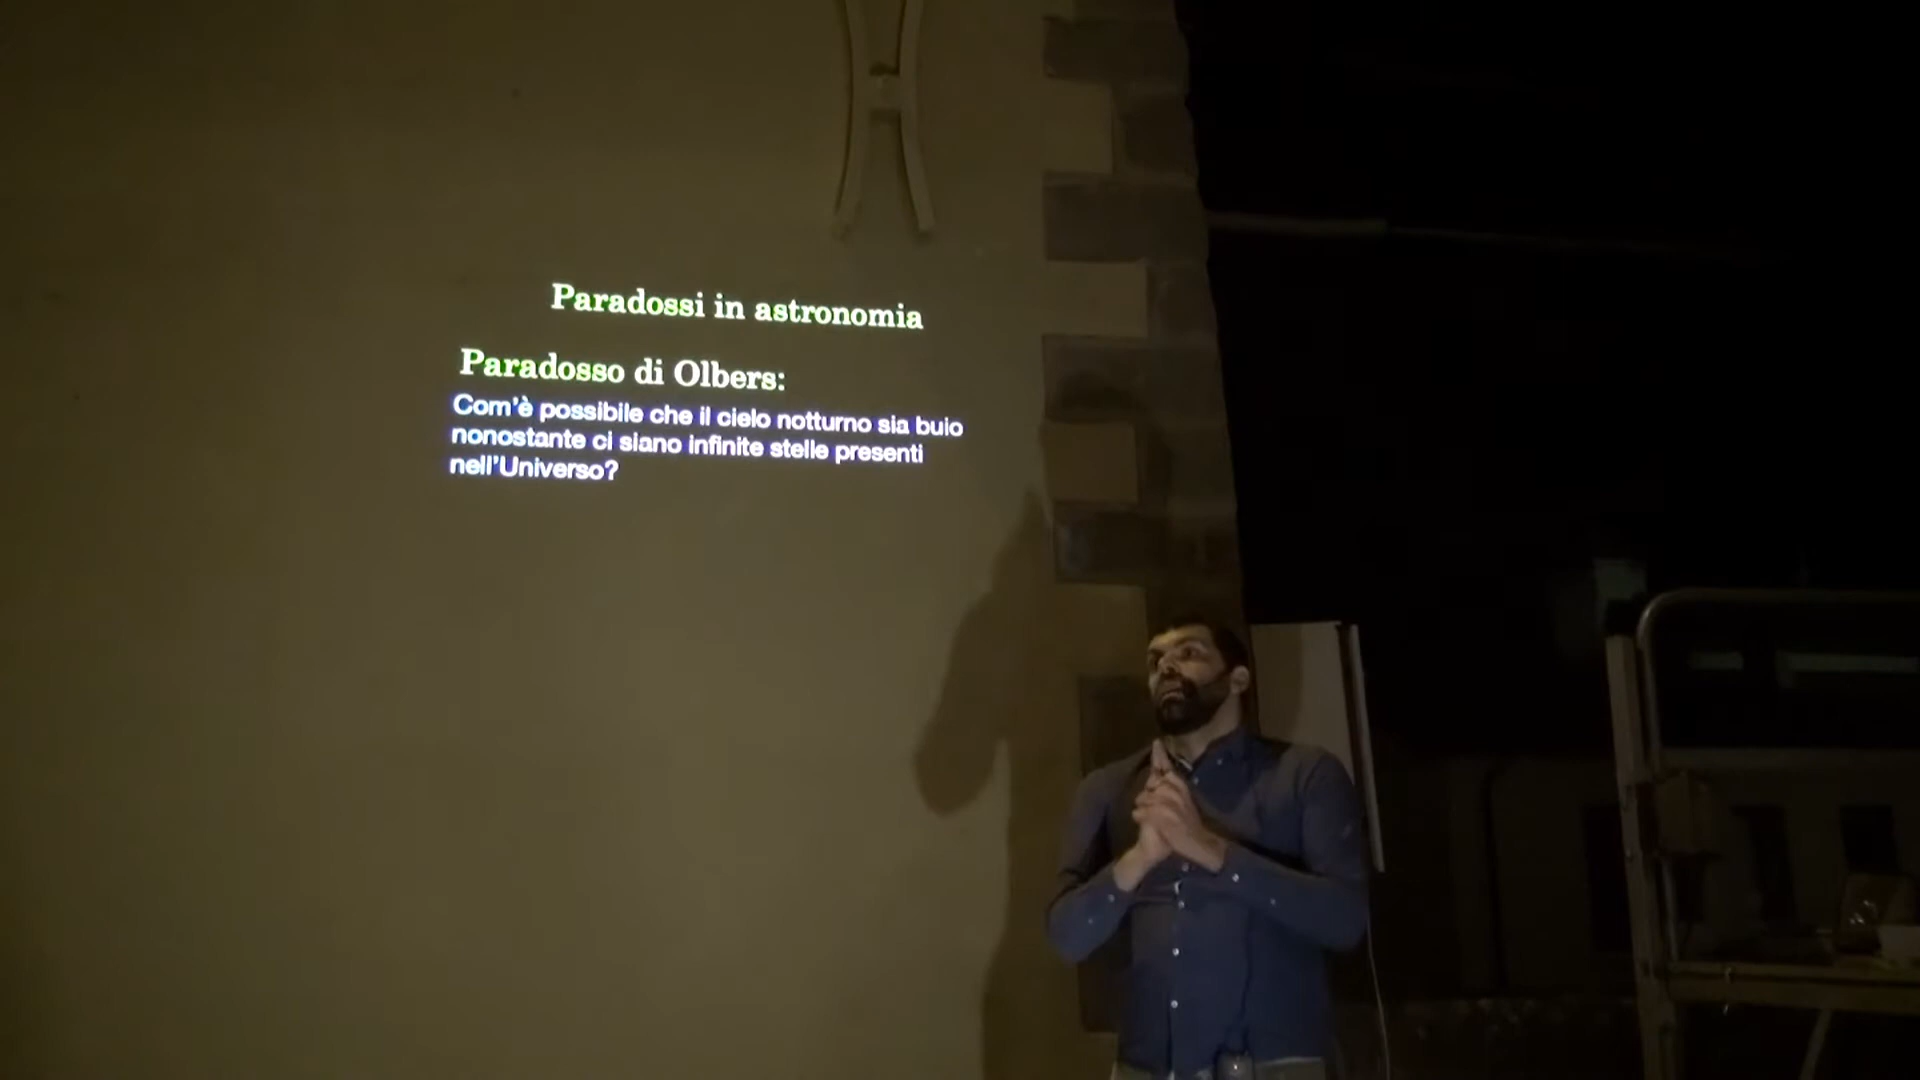 Paradossi in astronomia
Paradosso di Olbers:
Com'è possibile che il cielo notturno sia buio
nonostante ci siano infinite stelle presenti
nell'Universo?